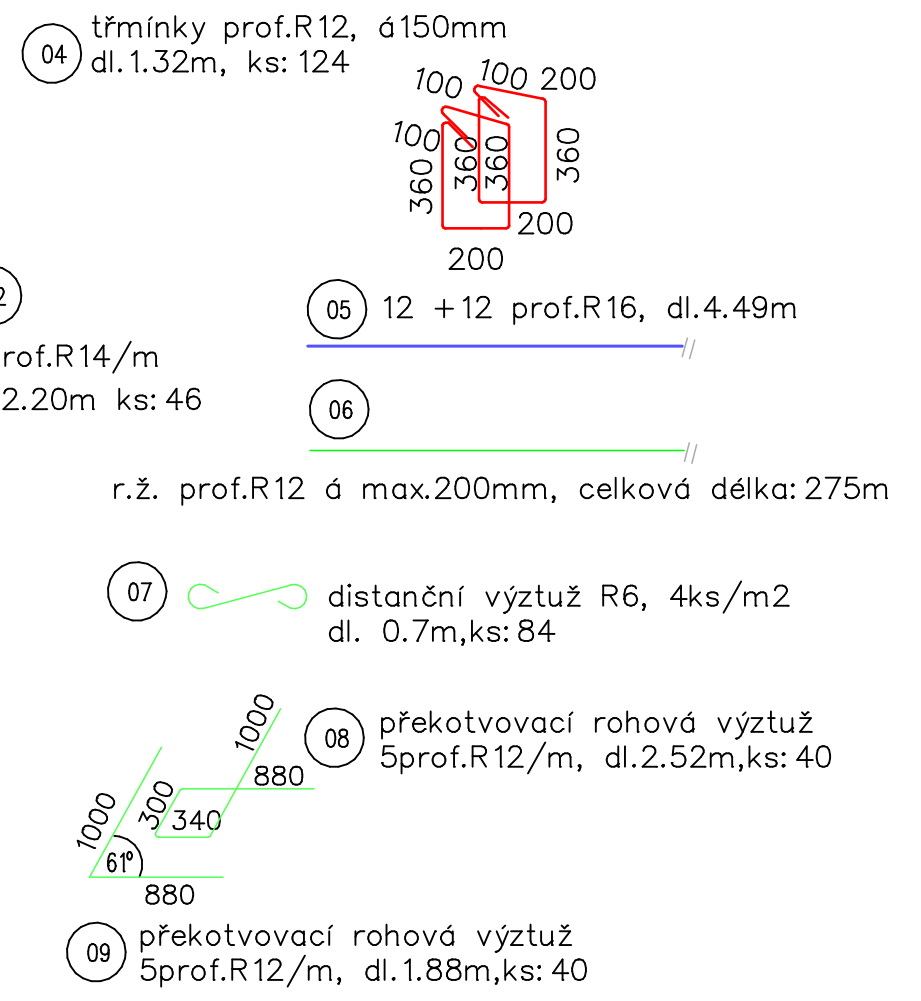 04
třmínky prof.R12, á150mm
dl.1.32m, ks: 124
100
100
200
100
360
360
360
360
200
200
2
05
12 +12 prof.R16, dl.4.49m
rof.R14/m
2.20m ks: 46
06
r.ž. prof.R12 á max.200mm, celková délka: 275m
07
distanční výztuž R6, 4ks/m2
dl. 0.7m,ks: 84
1000
08
překotvovací rohová výztuž
5prof.R12/m, dl.2.52m,ks: 40
880
1000
300
340
61º
880
09
překotvovací rohová výztuž
5prof.R12/m, dl.1.88m,ks: 40